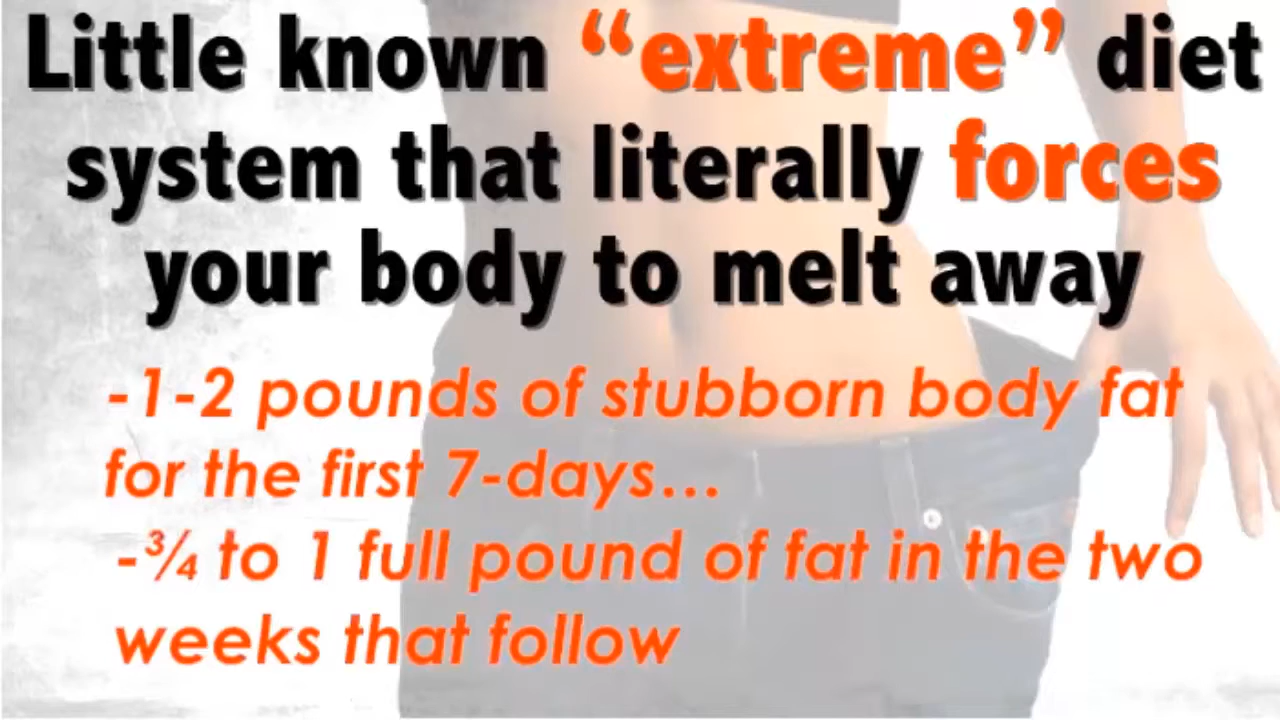 Little known “extreme” diet
system that literally forces
your body to melt away
-1-2 pounds of stubborn body fat
for the first 7-days...
-¾ to 1 full pound of fat in the two
weeks that follow